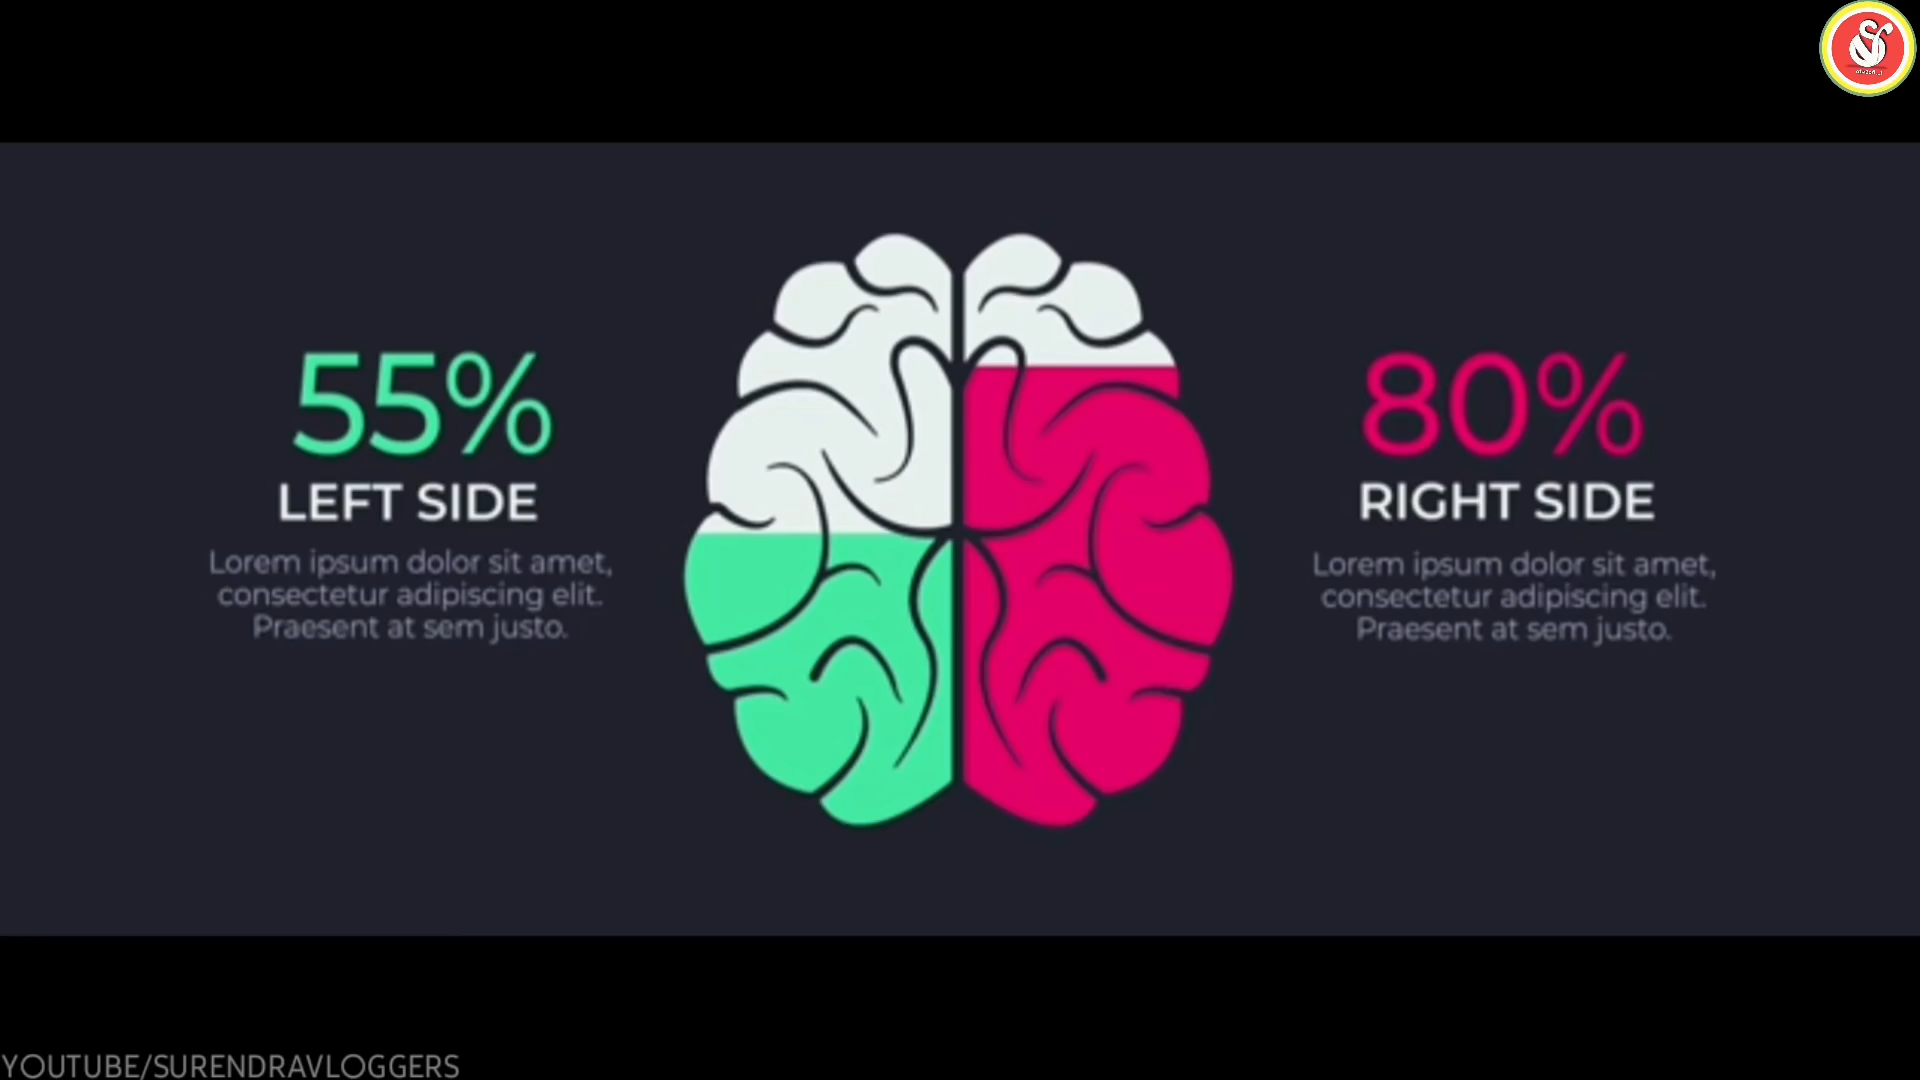 55%
LEFT SIDE
Lorem ipsum dolor sit amet,
consectetur adipiscing elit.
Praesent at sem justo.
80%
RIGHT SIDE
Lorem ipsum dolor sit amet,
consectetur adipiscing elit.
Praesent at sem justo.
YOUTUBE/SURENDRAVLOGGERS